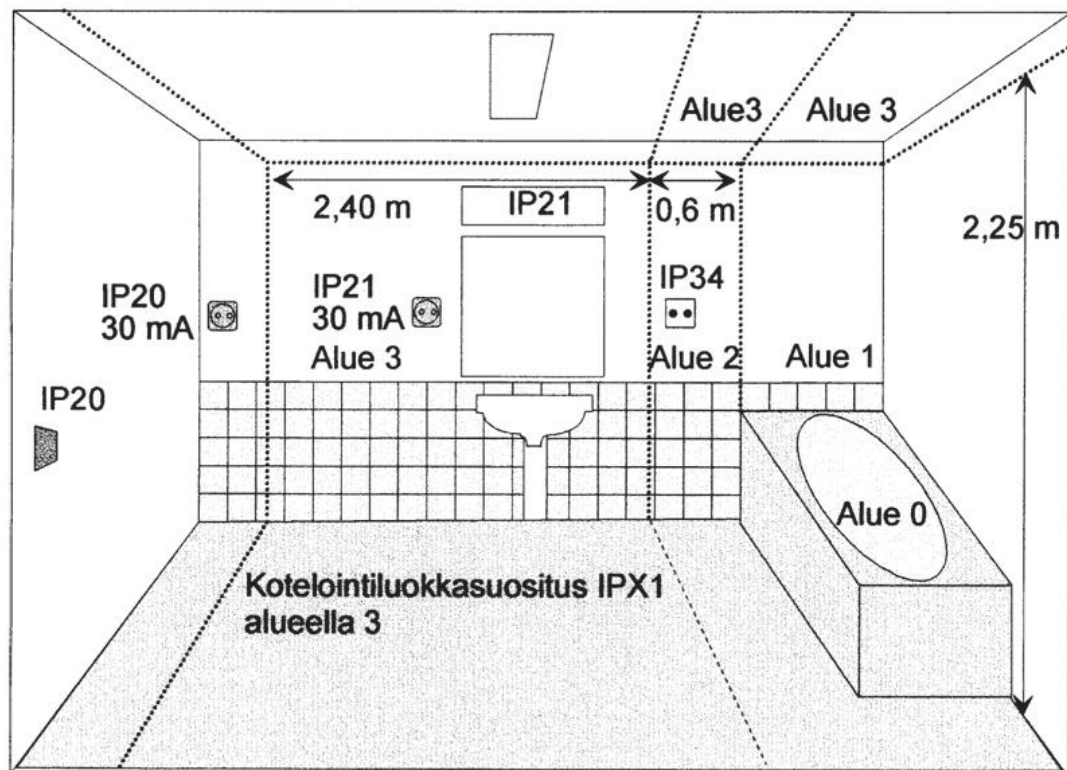 Alue3
Alue 3
2,40 m
IP21
0,6 m
2,25 m
IP20
30 mA
IP21
30 mA
IP34
Alue 3
Alue 2
Alue 1
IP20
Alue 0
Kotelointiluokkasuositus IPX1
alueella 3